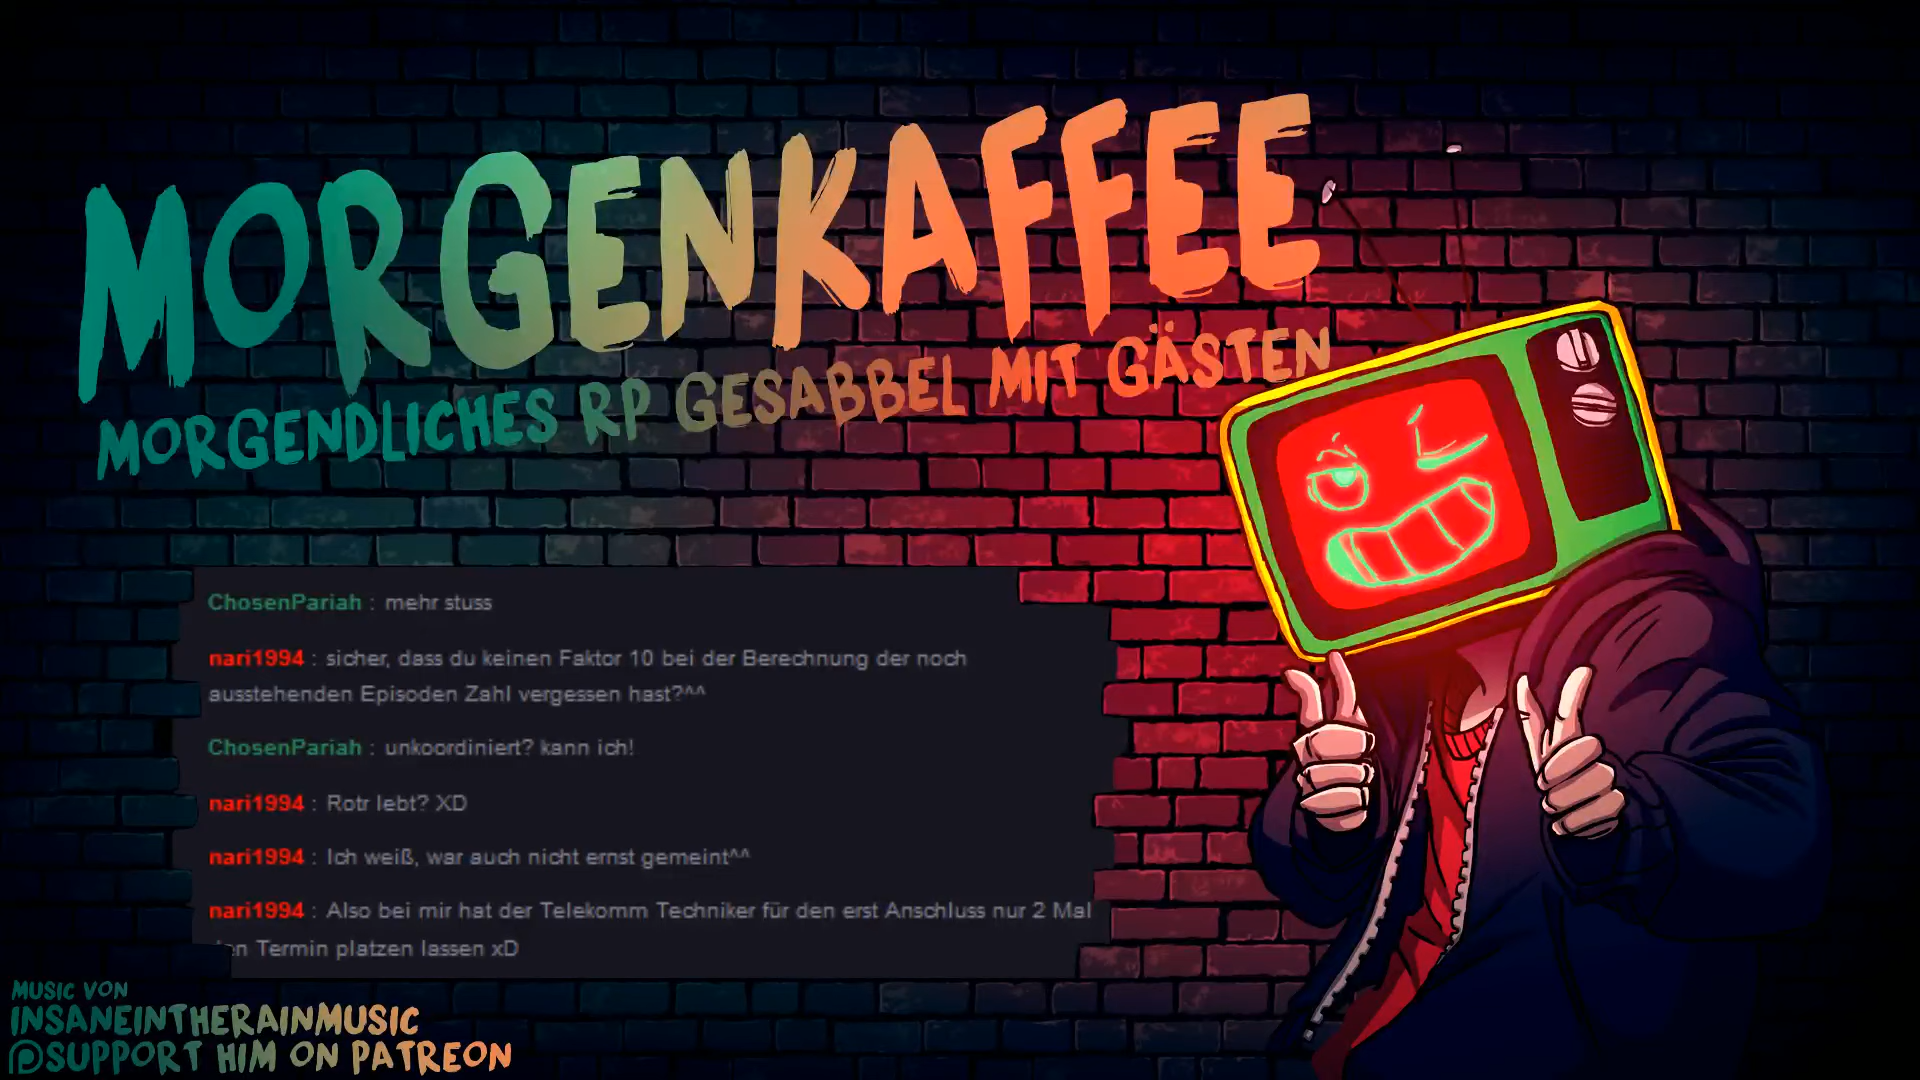 MORGENKAFFEE
MORGENDLICHES RP GESABBEL MIT GÄSTEN
ChosenPariah : mehr stuss
nari1994 : sicher, dass du keinen Faktor 10 bei der Berechnung der noch
ausstehenden Episoden Zahl vergessen hast?^^
ChosenPariah : unkoordiniert? kann ich!
nari1994 : Rotr lebt? XD
nari1994 : Ich weiß, war auch nicht ernst gemeint^^
nari1994 : Also bei mir hat der Telekomm Techniker für den erst Anschluss nur 2 Mal
den Termin platzen lassen xD
MUSIC VON
INSANEINTHERAINMUSIC
SUPPORT HIM ON PATREON